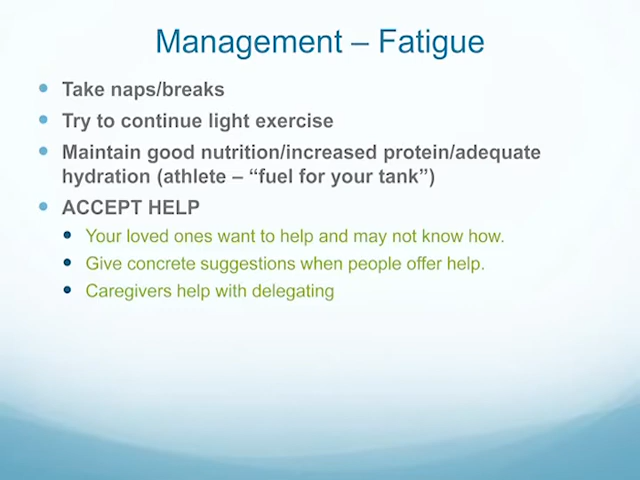 Management – Fatigue
Take naps/breaks
Try to continue light exercise
Maintain good nutrition/increased protein/adequate
hydration (athlete – “fuel for your tank”)
ACCEPT HELP
Your loved ones want to help and may not know how.
Give concrete suggestions when people offer help.
Caregivers help with delegating